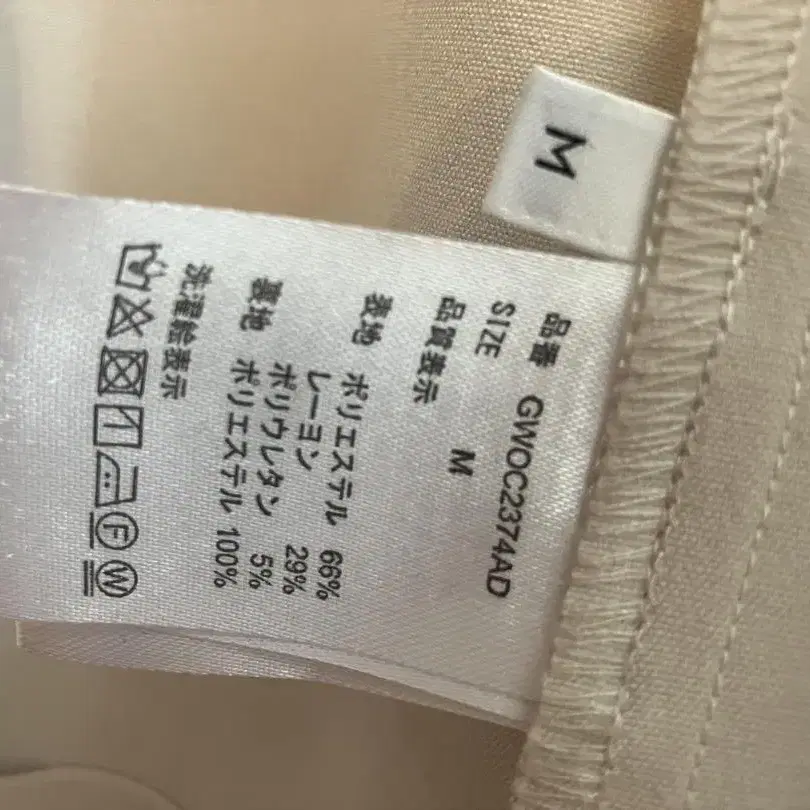 M
品番 GWOC2374AD
SIZE M
品質表示
表地 ポリエステル 66%
レーヨン 29%
ポリウレタン 5%
裏地 ポリエステル 100%
洗濯絵表示
F W